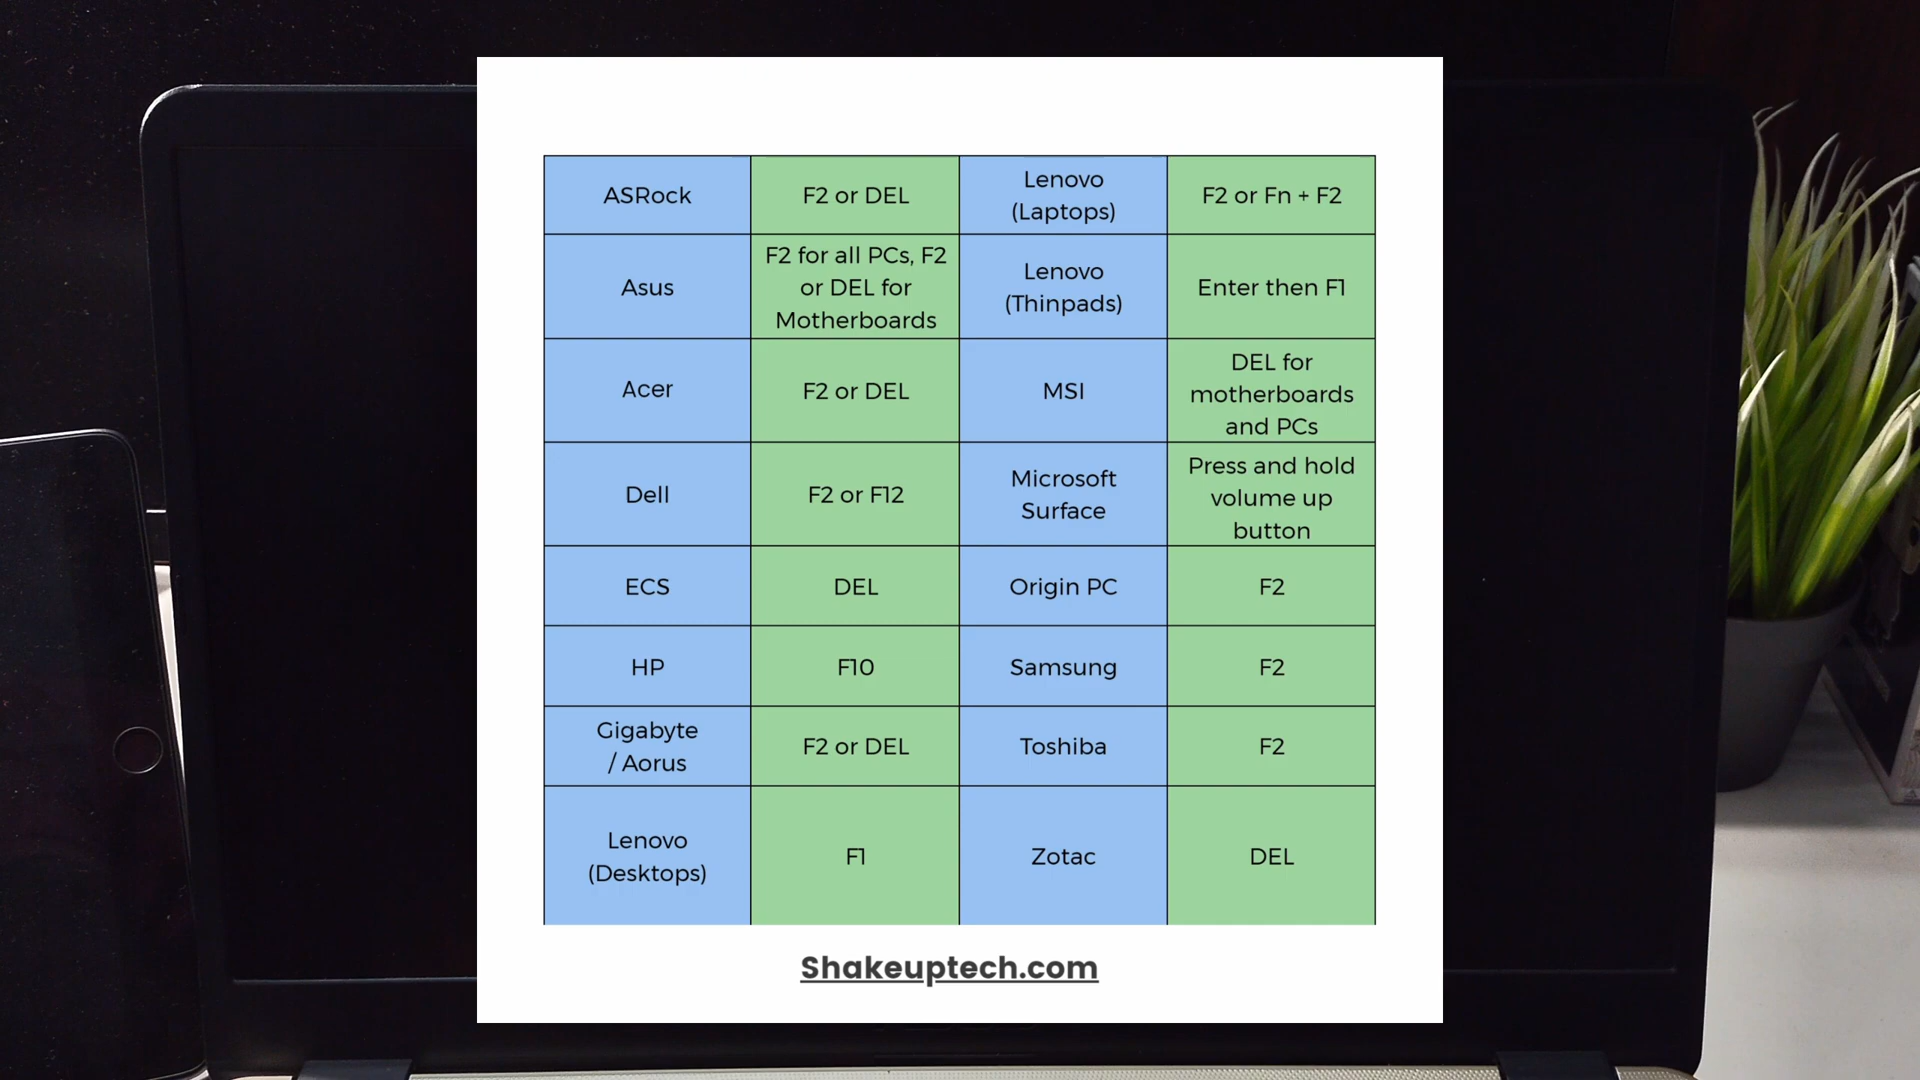 ASRock
F2 or DEL
Lenovo
(Laptops)
F2 or Fn + F2
Asus
F2 for all PCs, F2
or DEL for
Motherboards
Lenovo
(Thinpads)
Enter then F1
Acer
F2 or DEL
MSI
DEL for
motherboards
and PCs
Dell
F2 or F12
Microsoft
Surface
Press and hold
volume up
button
ECS
DEL
Origin PC
F2
HP
F10
Samsung
F2
Gigabyte
/ Aorus
F2 or DEL
Toshiba
F2
Lenovo
(Desktops)
F1
Zotac
DEL
Shakeuptech.com